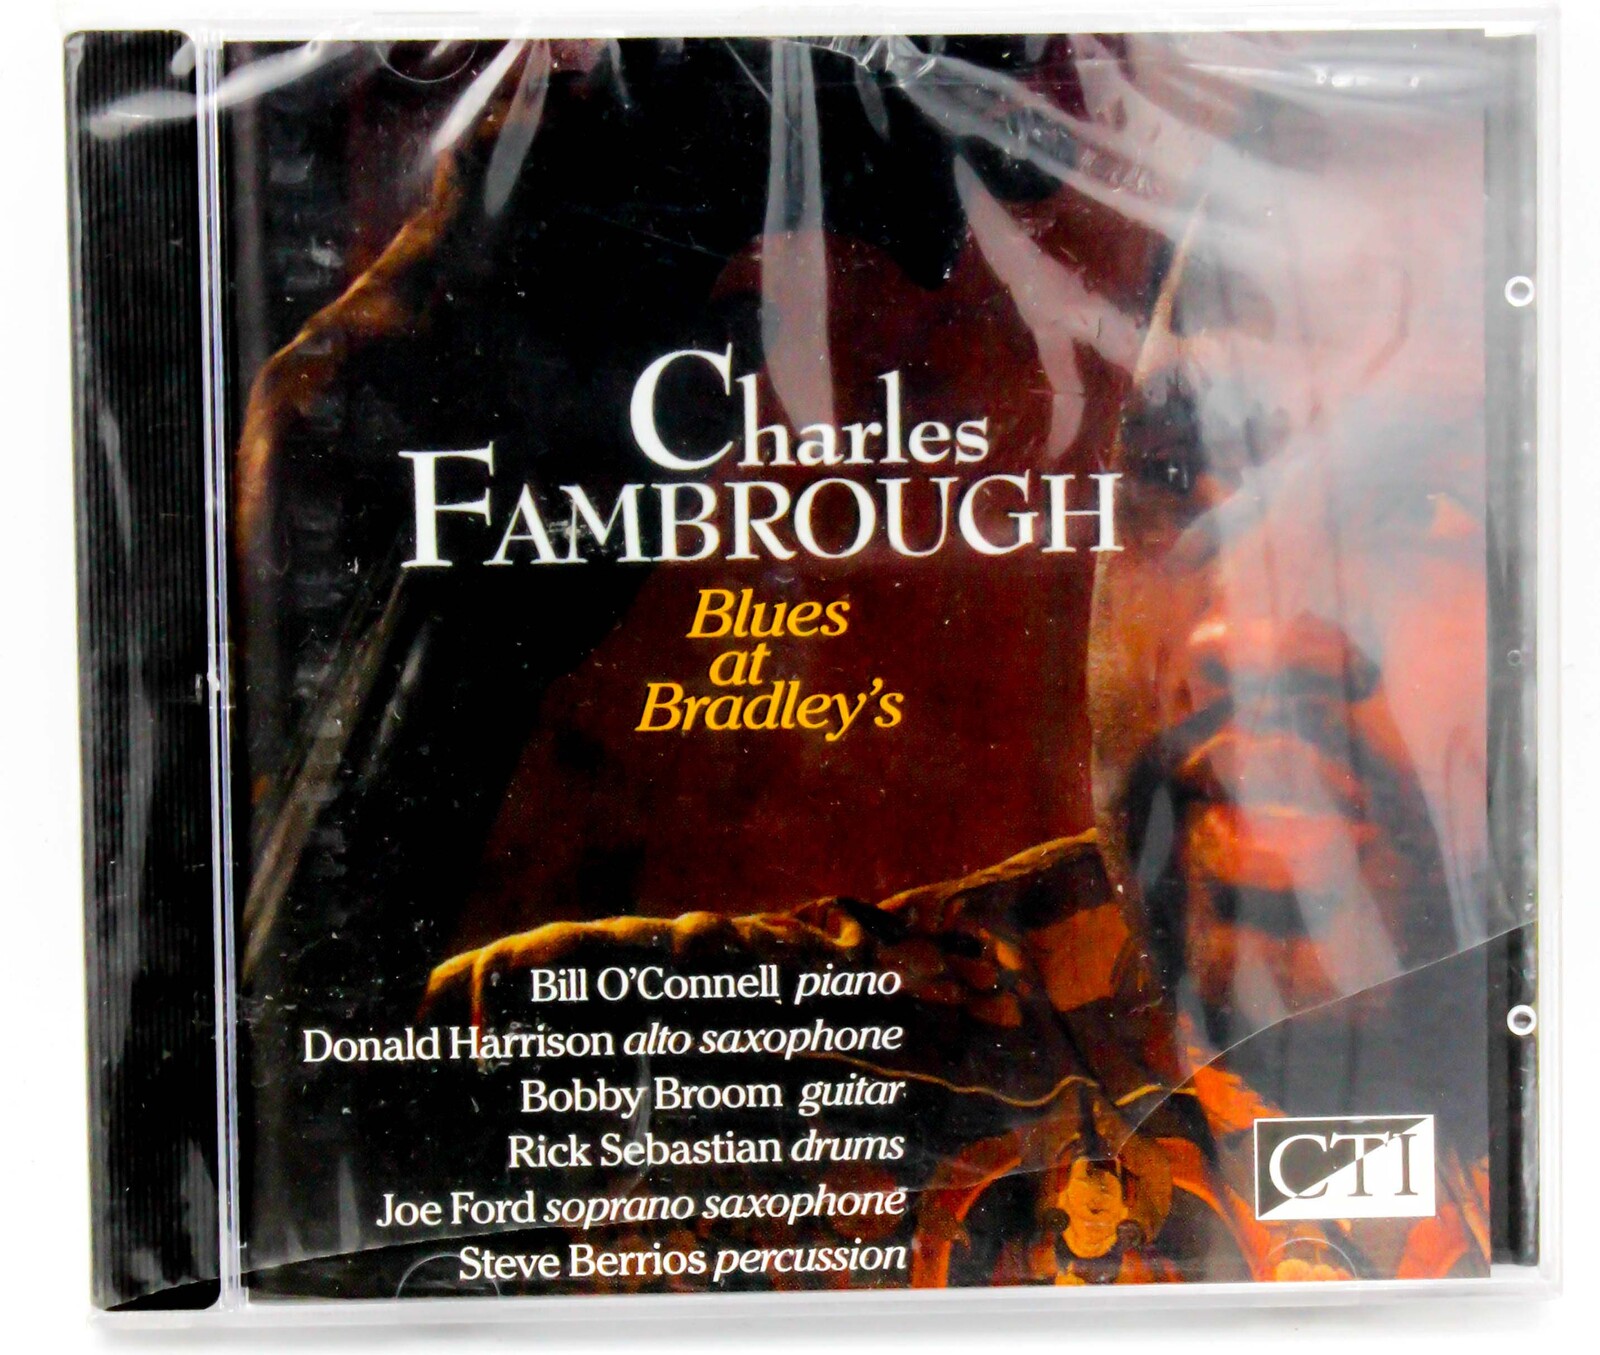 Charles
FAMBROUGH
Blues
at
Bradley's
Bill O'Connell piano
Donald Harrison alto saxophone
Bobby Broom guitar
Rick Sebastian drums
Joe Ford soprano saxophone
Steve Berrios percussion
CTI